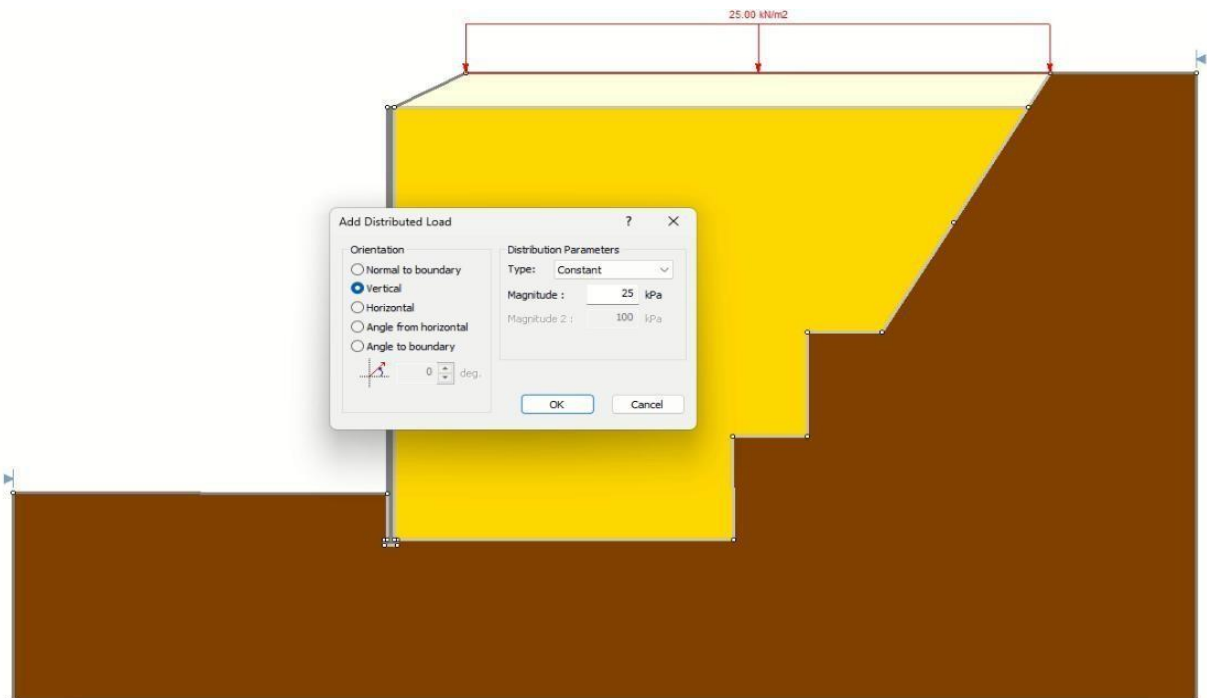 25.00 kN/m2
Add Distributed Load ?
Orientation
Normal to boundary
Vertical
Horizontal
Angle from horizontal
Angle to boundary
0 deg.
Distribution Parameters
Type: Constant
Magnitude : 25 kPa
Magnitude 2 : 100 kPa
OK Cancel